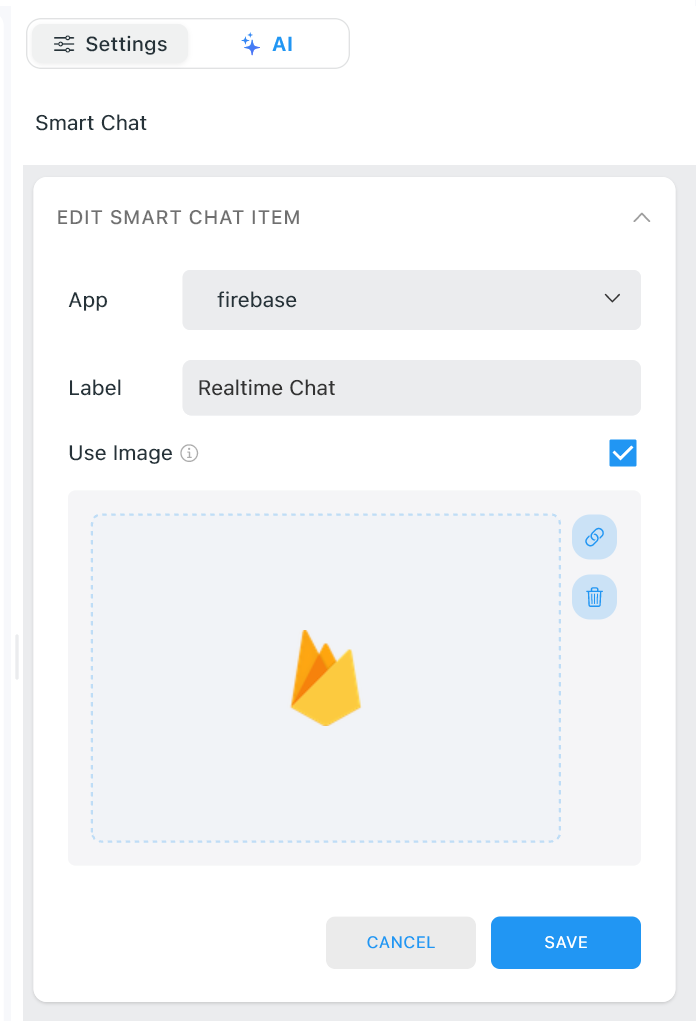 Settings
AI
Smart Chat
EDIT SMART CHAT ITEM
App
firebase
Label
Realtime Chat
Use Image
CANCEL
SAVE